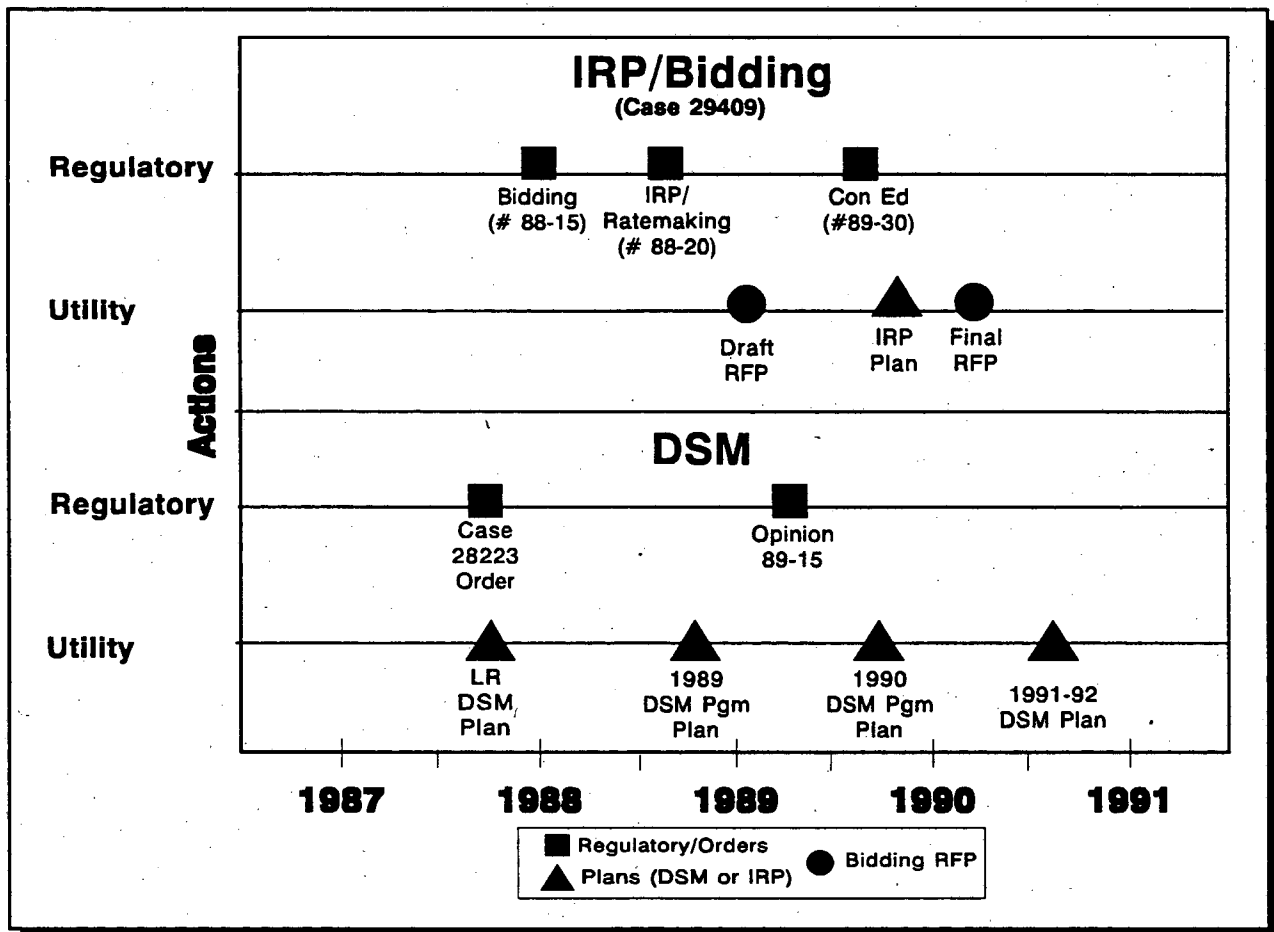 IRP/Bidding
(Case 29409)
Regulatory
Bidding
(# 88-15)
IRP/
Ratemaking
(# 88-20)
Con Ed
(#89-30)
Utility
Draft
RFP
IRP
Plan
Final
RFP
Actions
DSM
Regulatory
Case
28223
Order
Opinion
89-15
Utility
LR
DSM
Plan
1989
DSM Pgm
Plan
1990
DSM Pgm
Plan
1991-92
DSM Plan
1987 1988 1989 1990 1991
Regulatory/Orders
Plans (DSM or IRP)
Bidding RFP